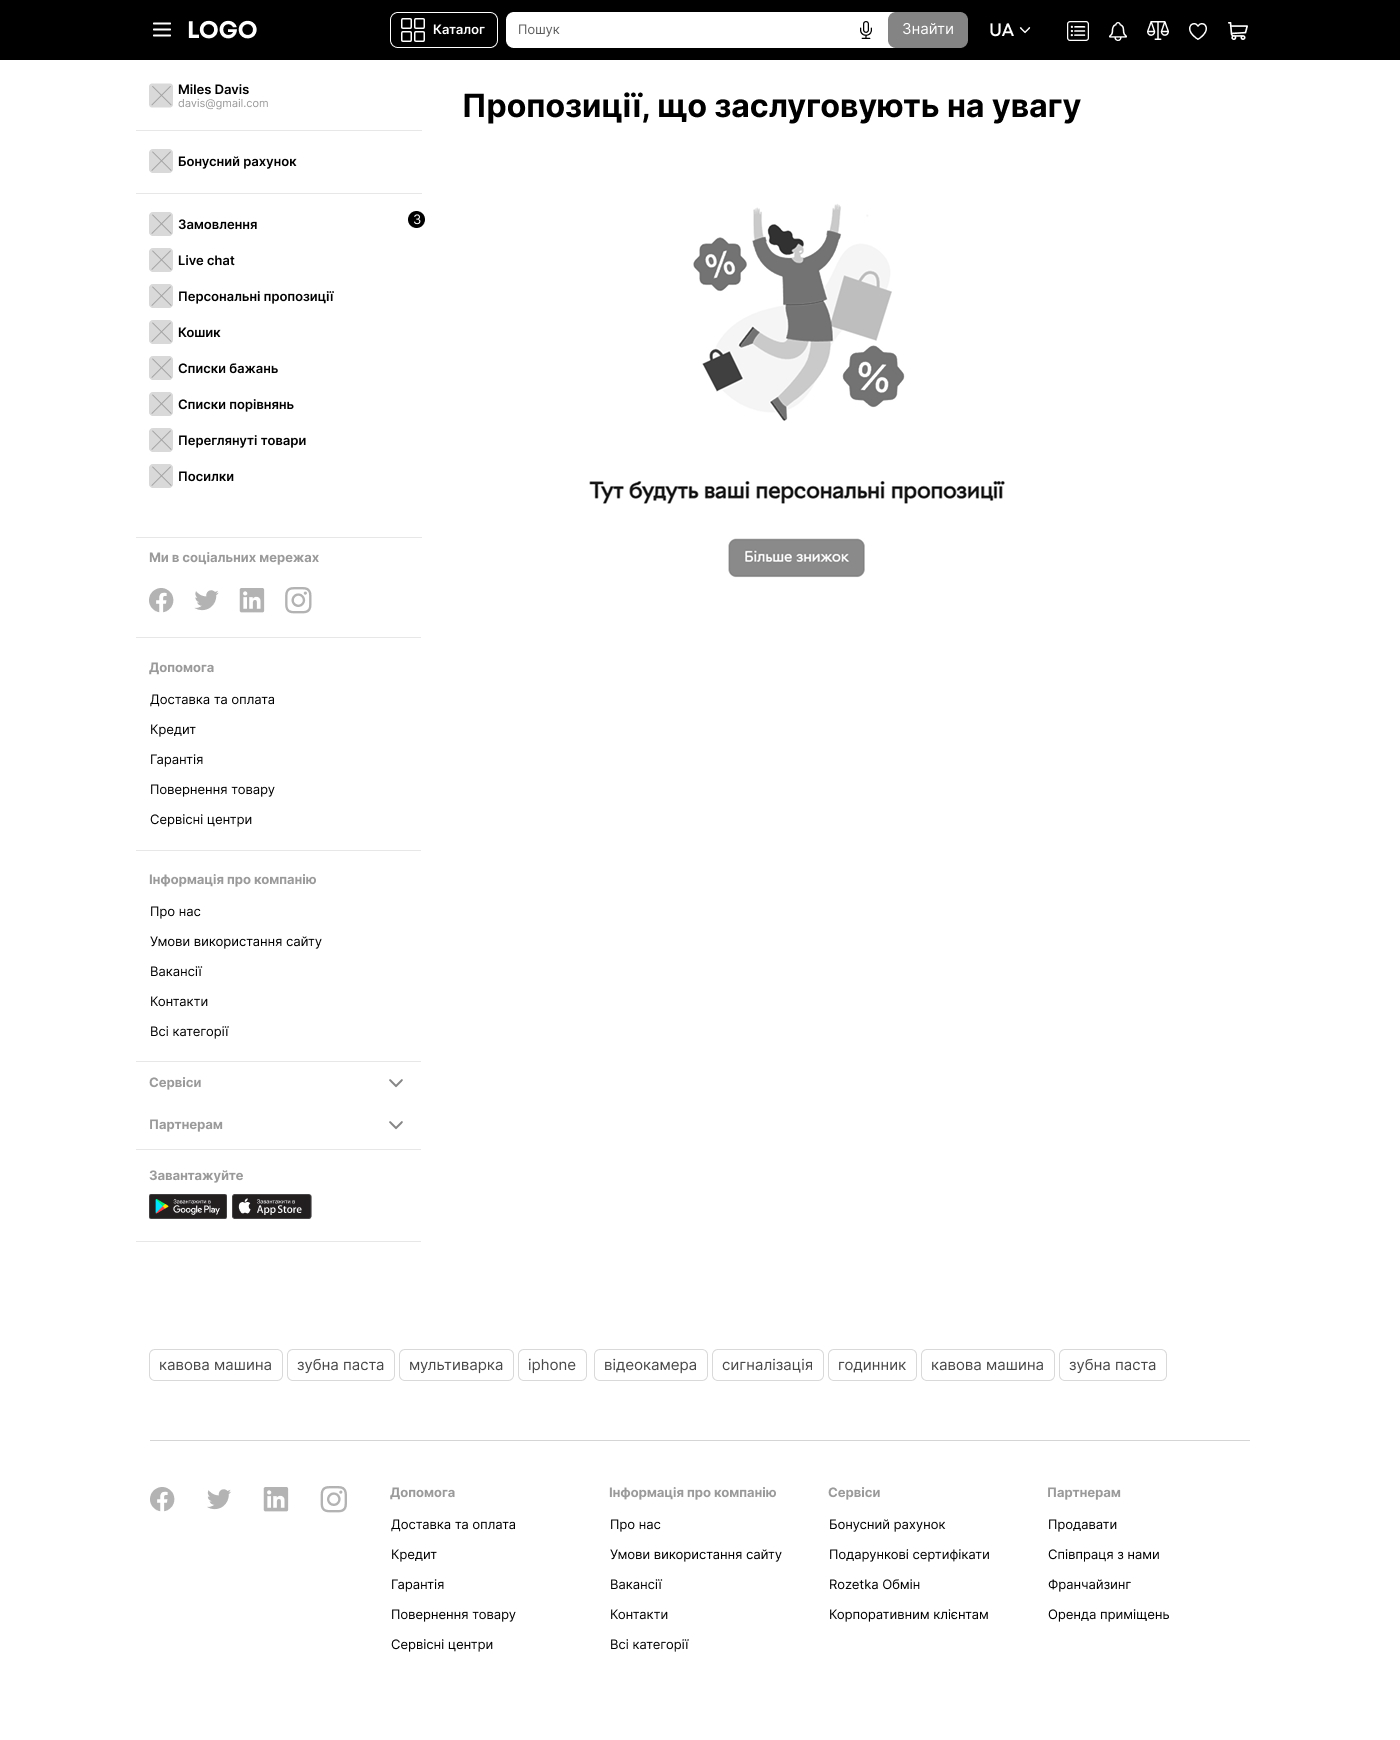 LOGO
Каталог
Пошук
Знайти
UA
Miles Davis
davis@gmail.com
Бонусний рахунок
Замовлення
3
Live chat
Персональні пропозиції
Кошик
Списки бажань
Списки порівнянь
Переглянуті товари
Посилки
Ми в соціальних мережах
Допомога
Доставка та оплата
Кредит
Гарантія
Повернення товару
Сервісні центри
Інформація про компанію
Про нас
Умови використання сайту
Вакансії
Контакти
Всі категорії
Сервіси
Партнерам
Завантажуйте
Завантажити в
Google Play
Завантажити в
App Store
Пропозиції, що заслуговують на увагу
%
%
Тут будуть ваші персональні пропозиції
Більше знижок
кавова машина
зубна паста
мультиварка
iphone
відеокамера
сигналізація
годинник
кавова машина
зубна паста
Допомога
Доставка та оплата
Кредит
Гарантія
Повернення товару
Сервісні центри
Інформація про компанію
Про нас
Умови використання сайту
Вакансії
Контакти
Всі категорії
Сервіси
Бонусний рахунок
Подарункові сертифікати
Rozetka Обмін
Корпоративним клієнтам
Партнерам
Продавати
Співпраця з нами
Франчайзинг
Оренда приміщень